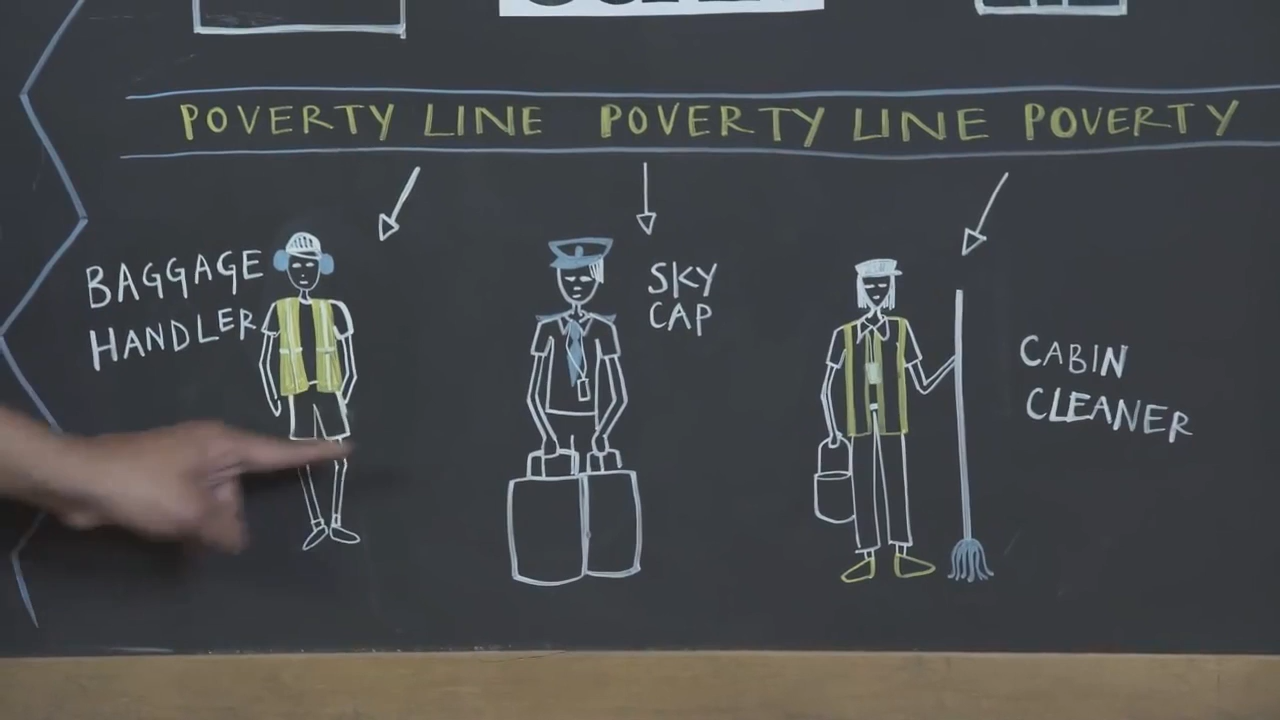 POVERTY LINE POVERTY LINE POVERTY
BAGGAGE
HANDLER
SKY
CAP
CABIN
CLEANER